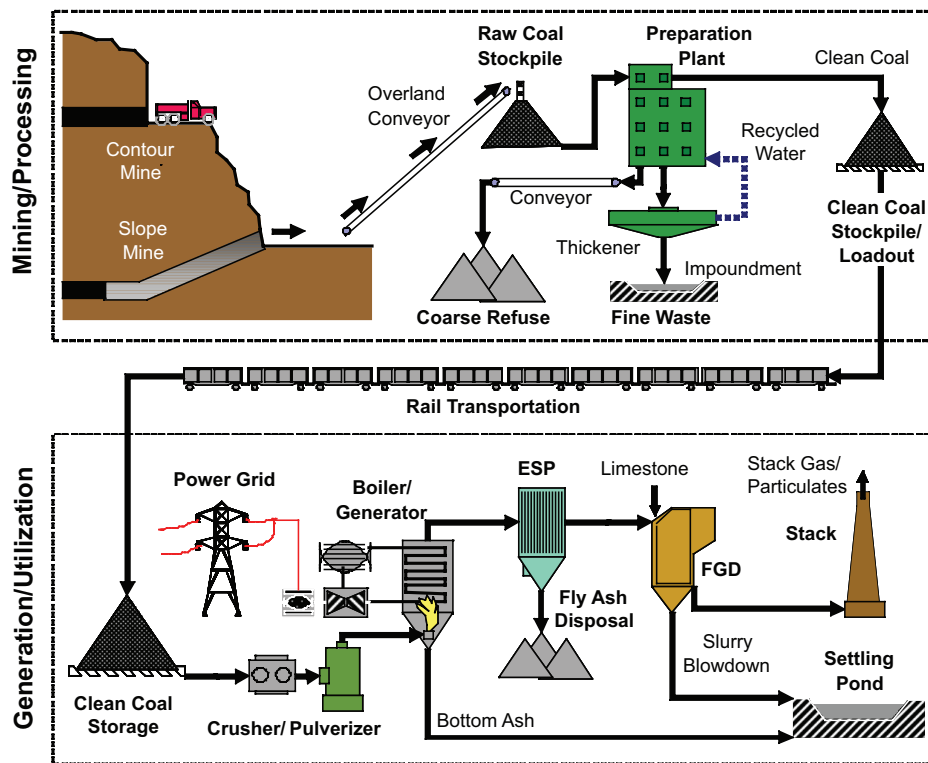 Mining/Processing
Raw Coal
Stockpile
Preparation
Plant
Clean Coal
Overland
Conveyor
Recycled
Water
Contour
Mine
Conveyor
Slope
Mine
Thickener
Clean Coal
Stockpile/
Loadout
Impoundment
Coarse Refuse
Fine Waste
Rail Transportation
Generation/Utilization
Power Grid
Boiler/
Generator
ESP
Limestone
Stack Gas/
Particulates
Stack
FGD
Fly Ash
Disposal
Slurry
Blowdown
Settling
Pond
Clean Coal
Storage
Crusher/ Pulverizer
Bottom Ash